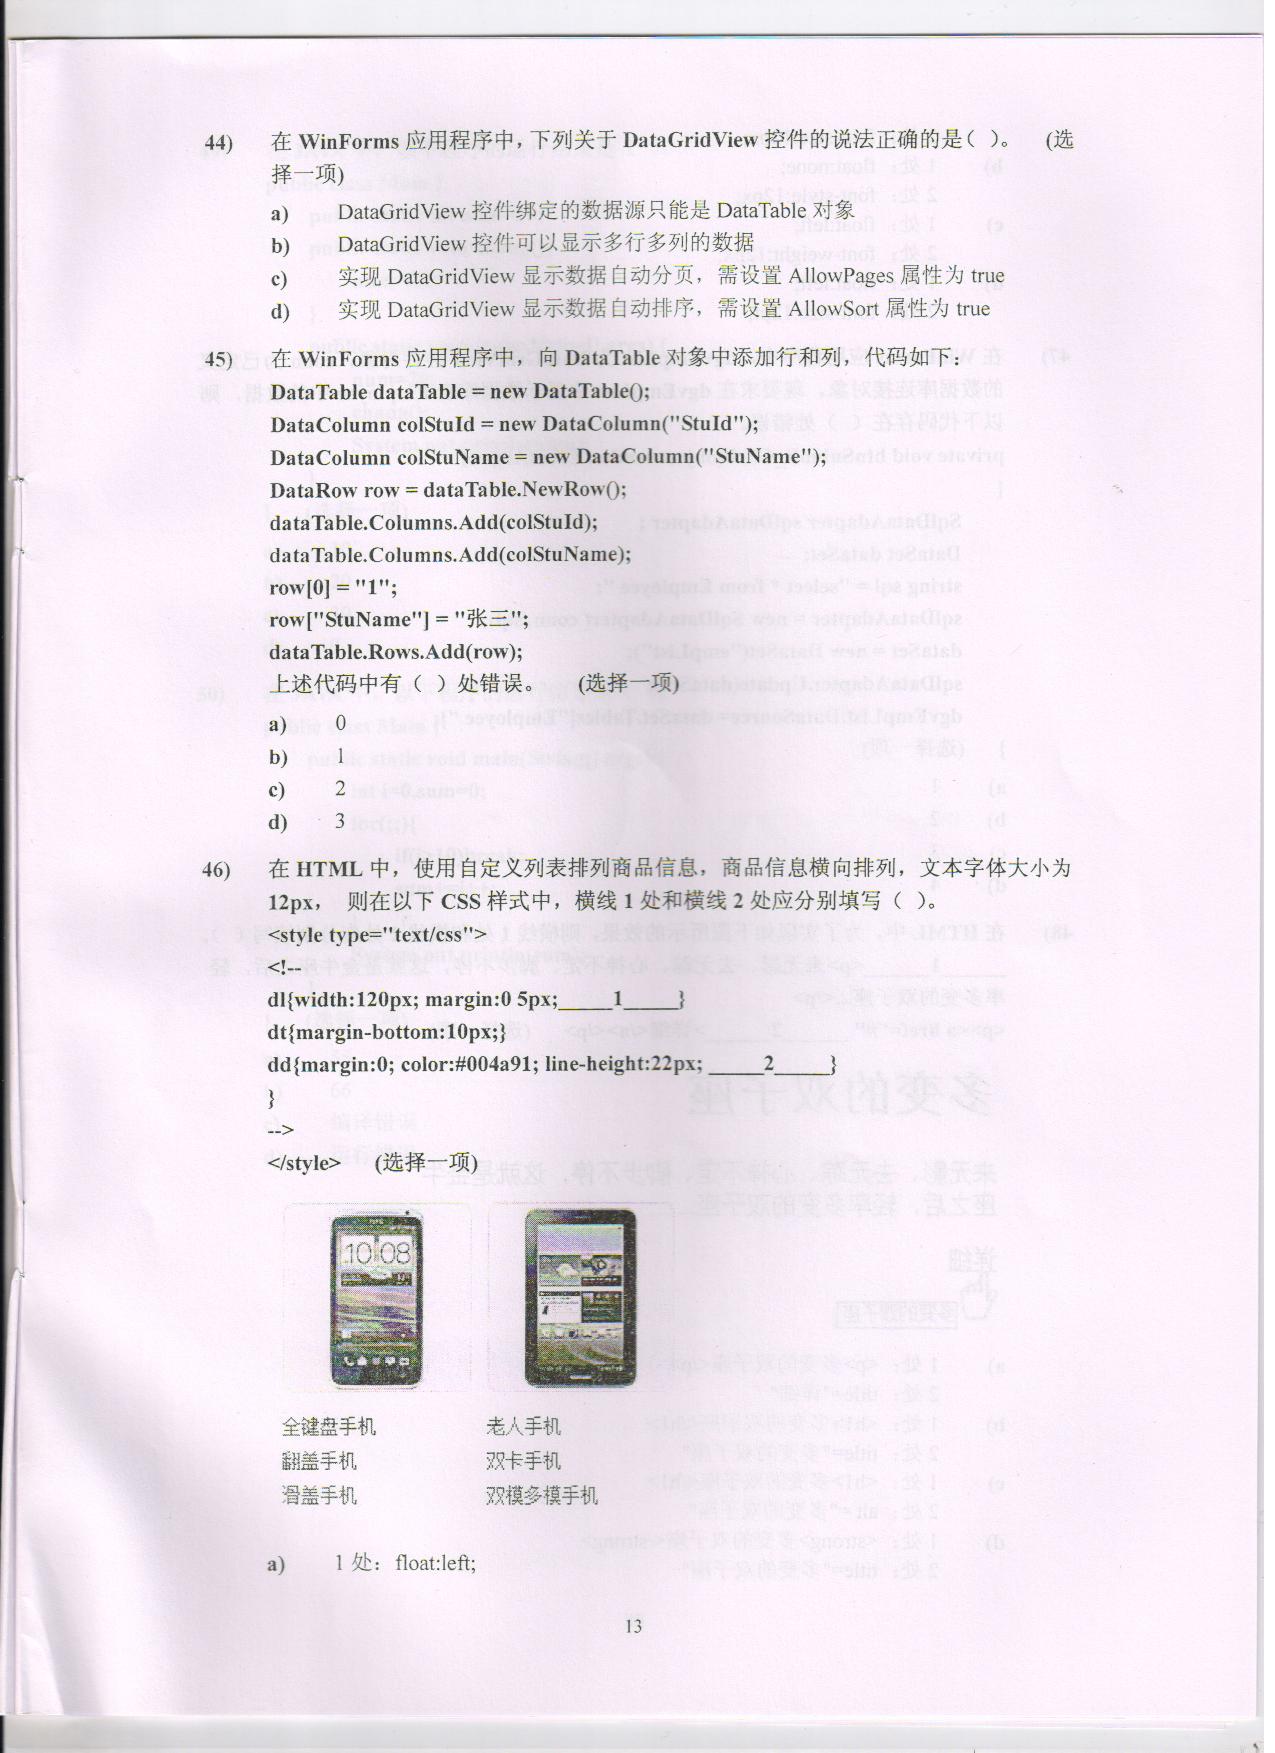 44) 在 WinForms 应用程序中，下列关于 DataGridView 控件的说法正确的是（ ）。 (选
择一项)
a) DataGridView 控件绑定的数据源只能是 DataTable 对象
b) DataGridView 控件可以显示多行多列的数据
c) 实现 DataGridView 显示数据自动分页，需设置 AllowPages 属性为 true
d) 实现 DataGridView 显示数据自动排序，需设置 AllowSort 属性为 true
45) 在 WinForms 应用程序中，向 DataTable 对象中添加行和列，代码如下：
DataTable dataTable = new DataTable();
DataColumn colStuId = new DataColumn("StuId");
DataColumn colStuName = new DataColumn("StuName");
DataRow row = dataTable.NewRow();
dataTable.Columns.Add(colStuId);
dataTable.Columns.Add(colStuName);
row[0] = "1";
row["StuName"] = "张三";
dataTable.Rows.Add(row);
上述代码中有（ ）处错误。 (选择一项)
a) 0
b) 1
c) 2
d) 3
46) 在 HTML 中，使用自定义列表排列商品信息，商品信息横向排列，文本字体大小为
12px， 则在以下 CSS 样式中，横线 1 处和横线 2 处应分别填写（ ）。
<style type="text/css">
<!--
dl{width:120px; margin:0 5px;_____1_____}
dt{margin-bottom:10px;}
dd{margin:0; color:#004a91; line-height:22px; _____2_____}
}
-->
</style> (选择一项)
10:08
全键盘手机 老人手机
翻盖手机 双卡手机
滑盖手机 双模多模手机
a) 1 处：float:left;
13